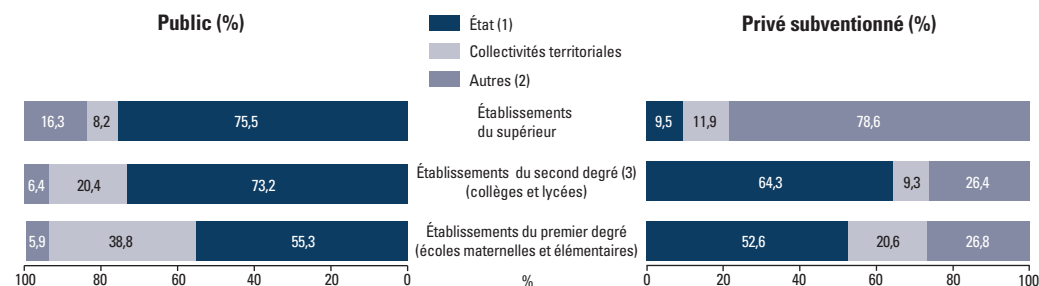 Public (%)
État (1)
Collectivités territoriales
Autres (2)
Privé subventionné (%)
16,3 8,2 75,5
Établissements
du supérieur
9,5 11,9 78,6
6,4 20,4 73,2
Établissements du second degré (3)
(collèges et lycées)
64,3 9,3 26,4
5,9 38,8 55,3
Établissements du premier degré
(écoles maternelles et élémentaires)
52,6 20,6 26,8
100 80 60 40 20 0
%
0 20 40 60 80 100